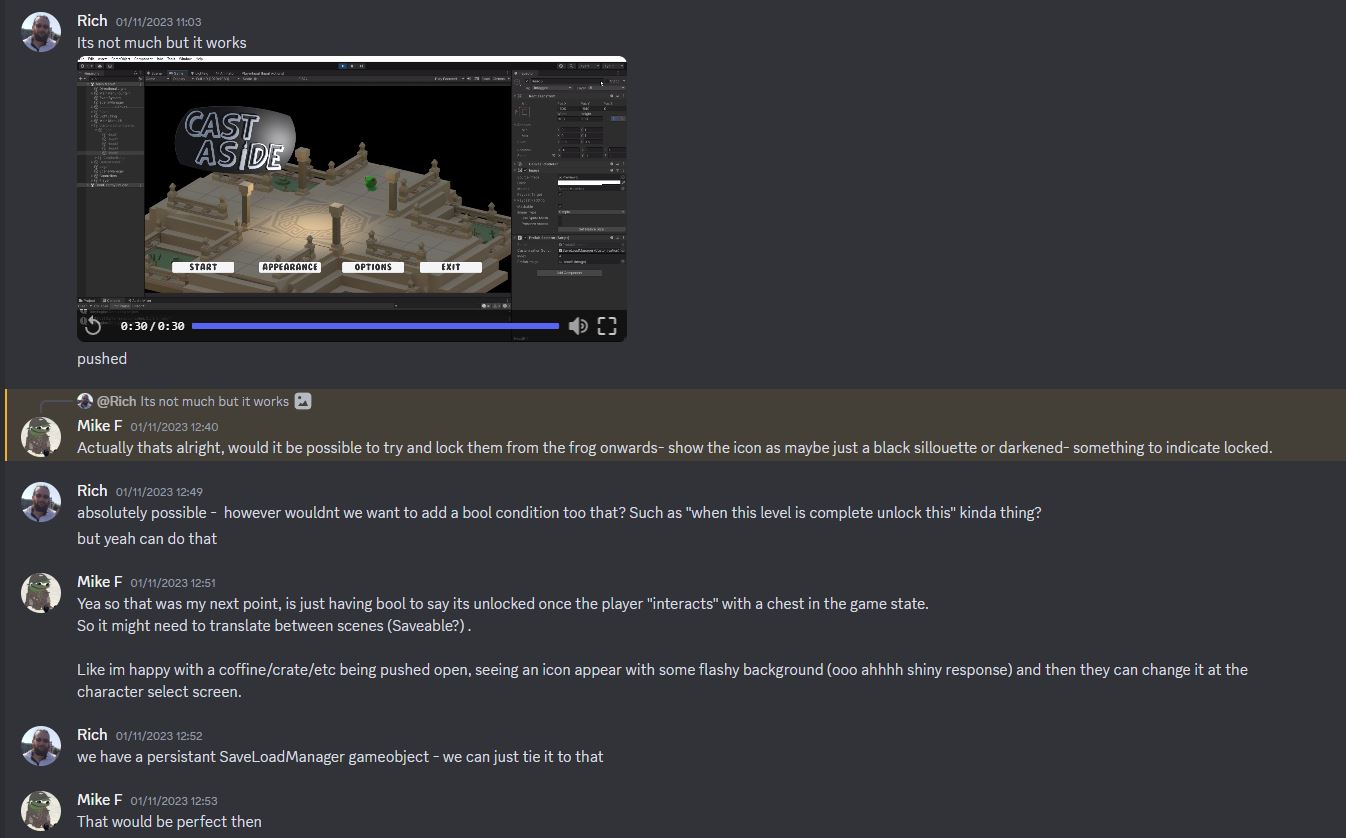 Rich 01/11/2023 11:03
Its not much but it works
CAST
ASiDE
START APPEARANCE OPTIONS EXIT
0:30/0:30
pushed
@Rich Its not much but it works
Mike F 01/11/2023 12:40
Actually thats alright, would it be possible to try and lock them from the frog onwards- show the icon as maybe just a black sillouette or darkened- something to indicate locked.
Rich 01/11/2023 12:49
absolutely possible - however wouldnt we want to add a bool condition too that? Such as "when this level is complete unlock this" kinda thing?
but yeah can do that
Mike F 01/11/2023 12:51
Yea so that was my next point, is just having bool to say its unlocked once the player "interacts" with a chest in the game state.
So it might need to translate between scenes (Saveable?) .
Like im happy with a coffine/crate/etc being pushed open, seeing an icon appear with some flashy background (ooo ahhhh shiny response) and then they can change it at the
character select screen.
Rich 01/11/2023 12:52
we have a persistant SaveLoadManager gameobject - we can just tie it to that
Mike F 01/11/2023 12:53
That would be perfect then